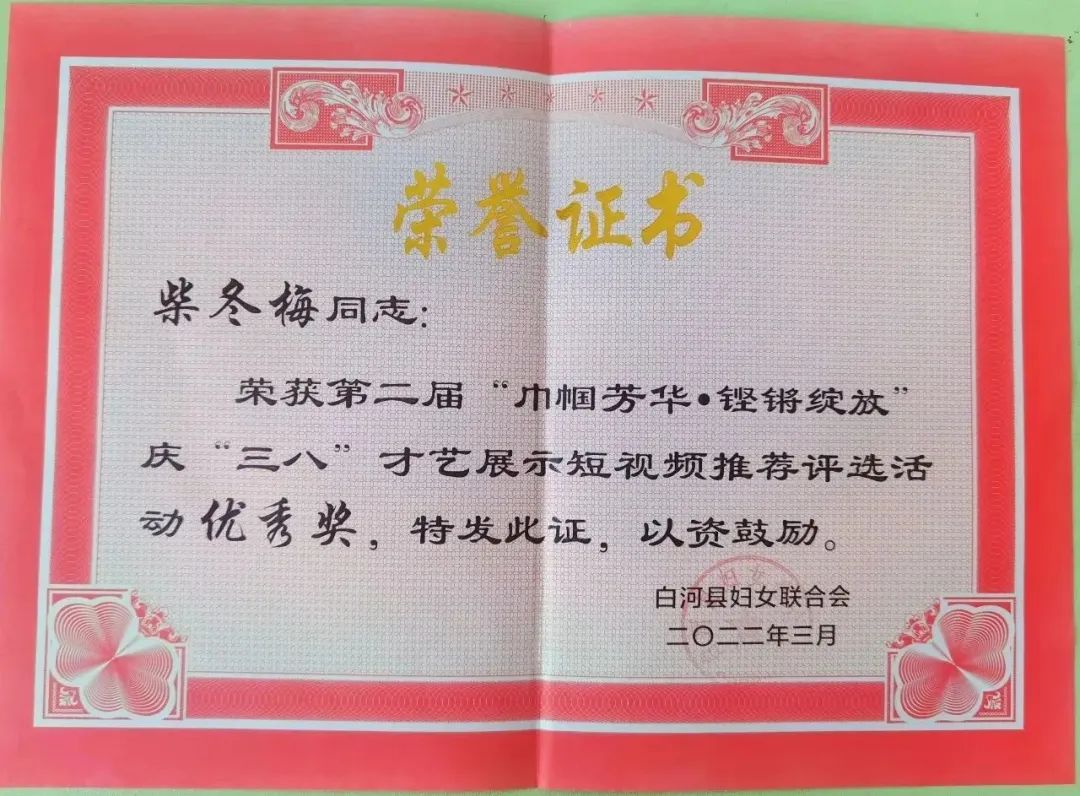 荣誉证书
柴冬梅同志：
荣获第二届“巾帼芳华•铿锵绽放”
庆“三八”才艺展示短视频推荐评选活
动优秀奖，特发此证，以资鼓励。
白河县妇女联合会
二〇二二年三月